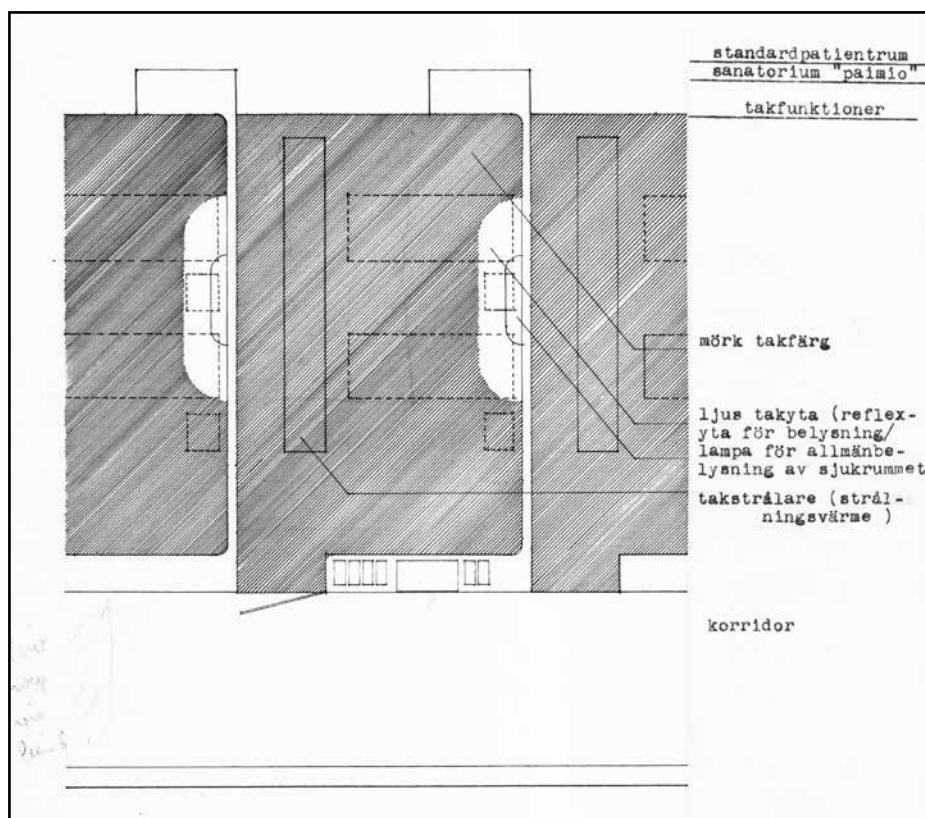 standardpatientrum
sanatorium "paimio"
takfunktioner
mörk takfärg
ljus takyta (reflex-
yta för belysning/
lampa för allmänbe-
lysning av sjukrummet
takstrålare (strål-
ningsvärme )
korridor